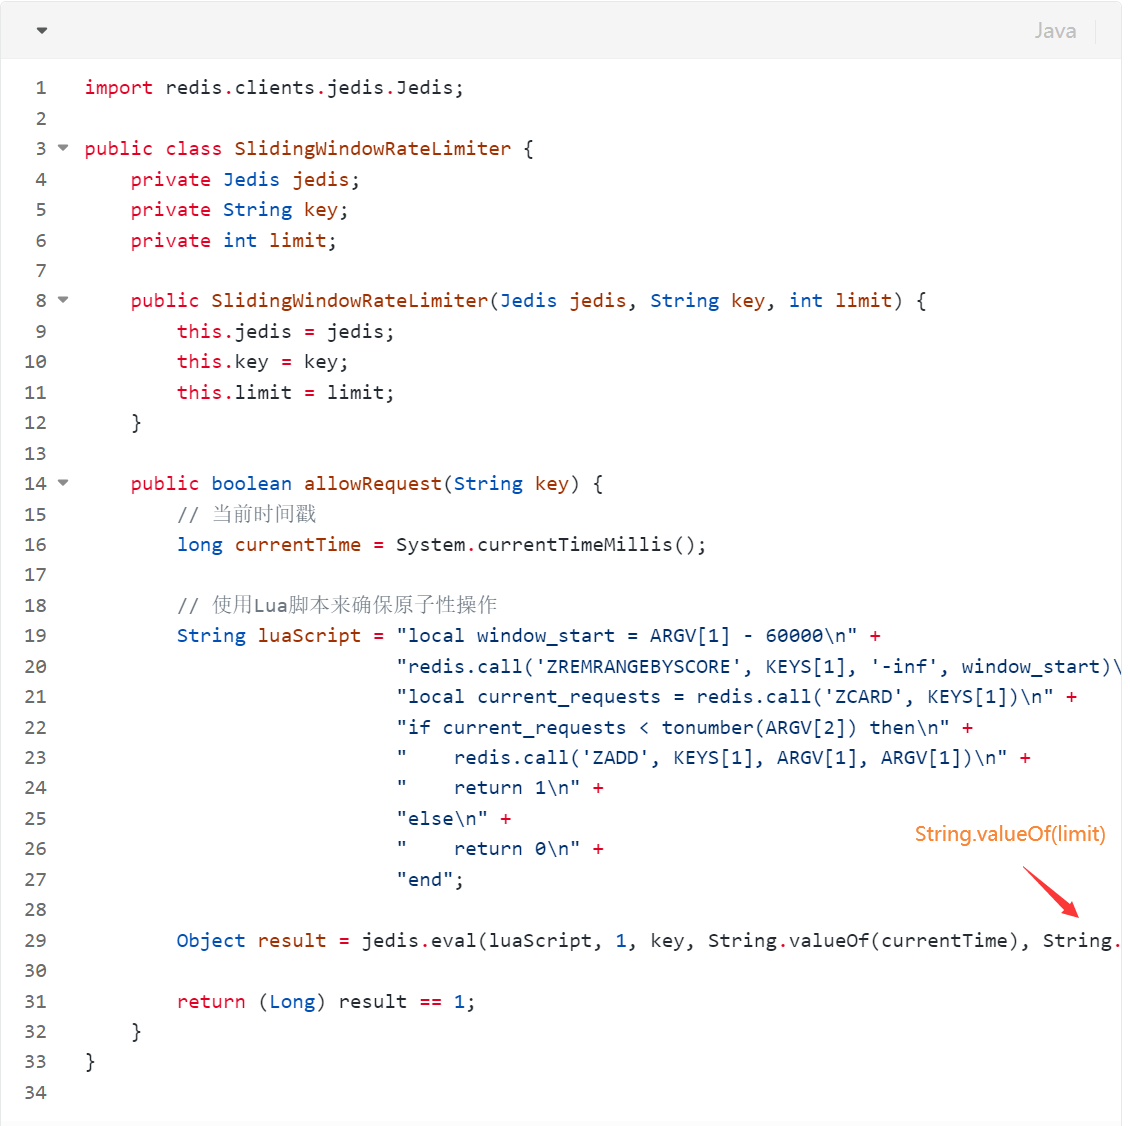 Java
1 import redis.clients.jedis.Jedis;
2
3 public class SlidingWindowRateLimiter {
4     private Jedis jedis;
5     private String key;
6     private int limit;
7
8     public SlidingWindowRateLimiter(Jedis jedis, String key, int limit) {
9         this.jedis = jedis;
10         this.key = key;
11         this.limit = limit;
12     }
13
14     public boolean allowRequest(String key) {
15         // 当前时间戳
16         long currentTime = System.currentTimeMillis();
17
18         // 使用Lua脚本来确保原子性操作
19         String luaScript = "local window_start = ARGV[1] - 60000\n" +
20                            "redis.call('ZREMRANGEBYSCORE', KEYS[1], '-inf', window_start)\
21                            "local current_requests = redis.call('ZCARD', KEYS[1])\n" +
22                            "if current_requests < tonumber(ARGV[2]) then\n" +
23                            "    redis.call('ZADD', KEYS[1], ARGV[1], ARGV[1])\n" +
24                            "    return 1\n" +
25                            "else\n" +
26                            "    return 0\n" +
String.valueOf(limit)
27                            "end";
28
29         Object result = jedis.eval(luaScript, 1, key, String.valueOf(currentTime), String.
30
31         return (Long) result == 1;
32     }
33 }
34